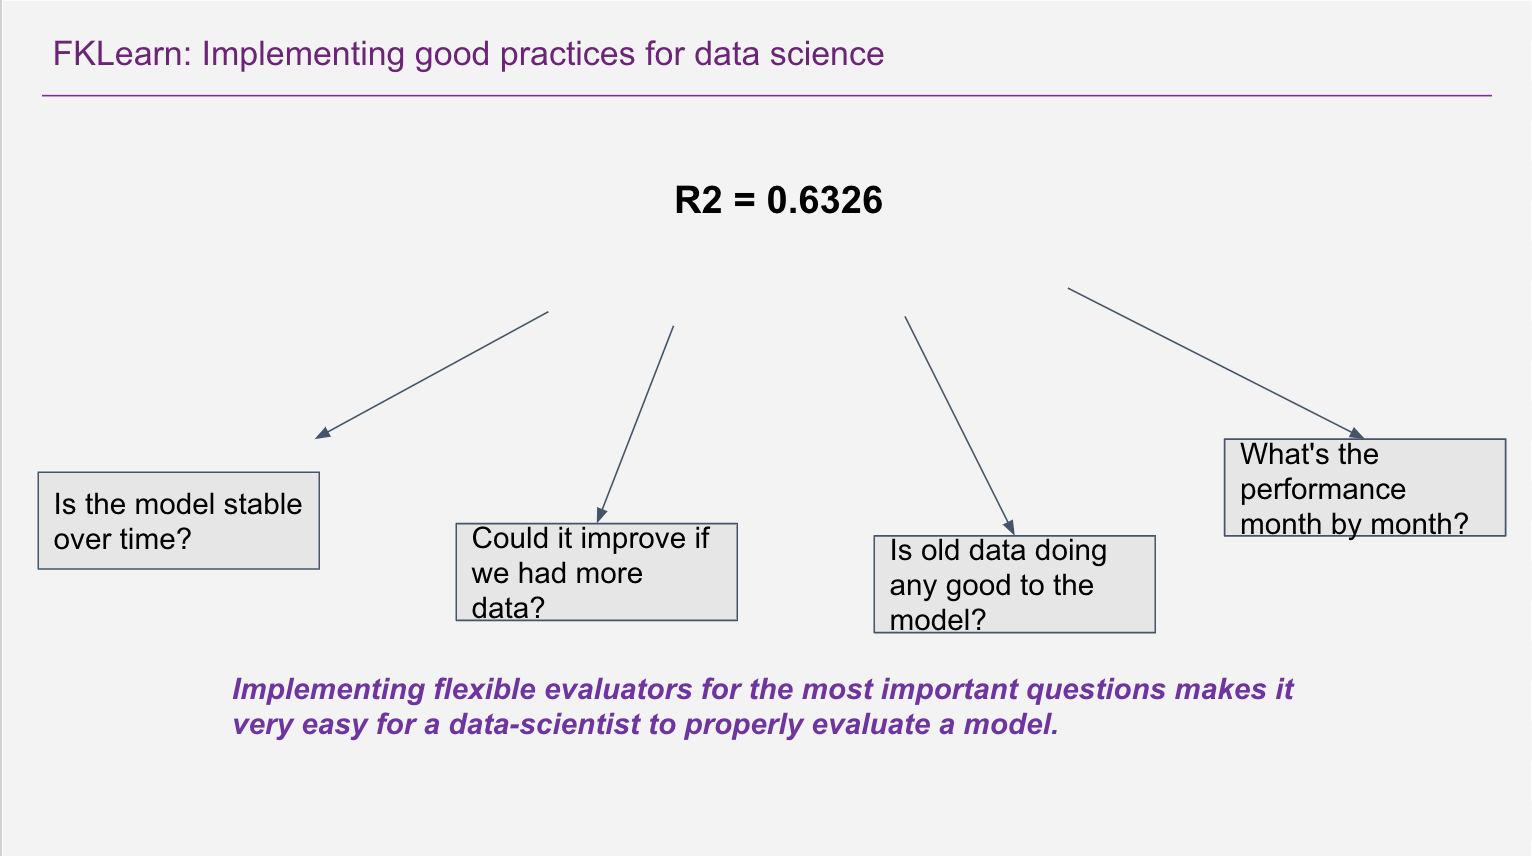 FKLearn: Implementing good practices for data science
R2 = 0.6326
Is the model stable
over time?
Could it improve if
we had more
data?
Is old data doing
any good to the
model?
What's the
performance
month by month?
Implementing flexible evaluators for the most important questions makes it
very easy for a data-scientist to properly evaluate a model.